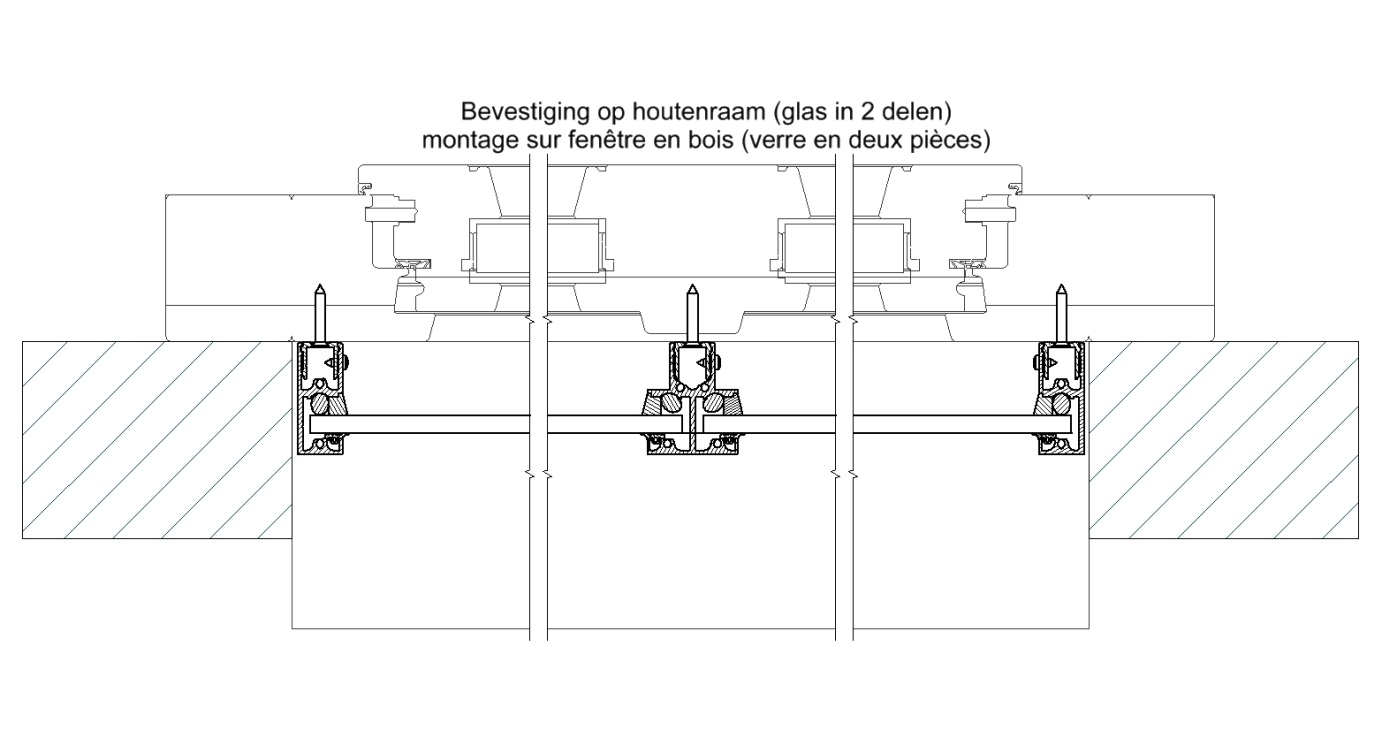 Bevestiging op houtenraam (glas in 2 delen)
montage sur fenêtre en bois (verre en deux pièces)